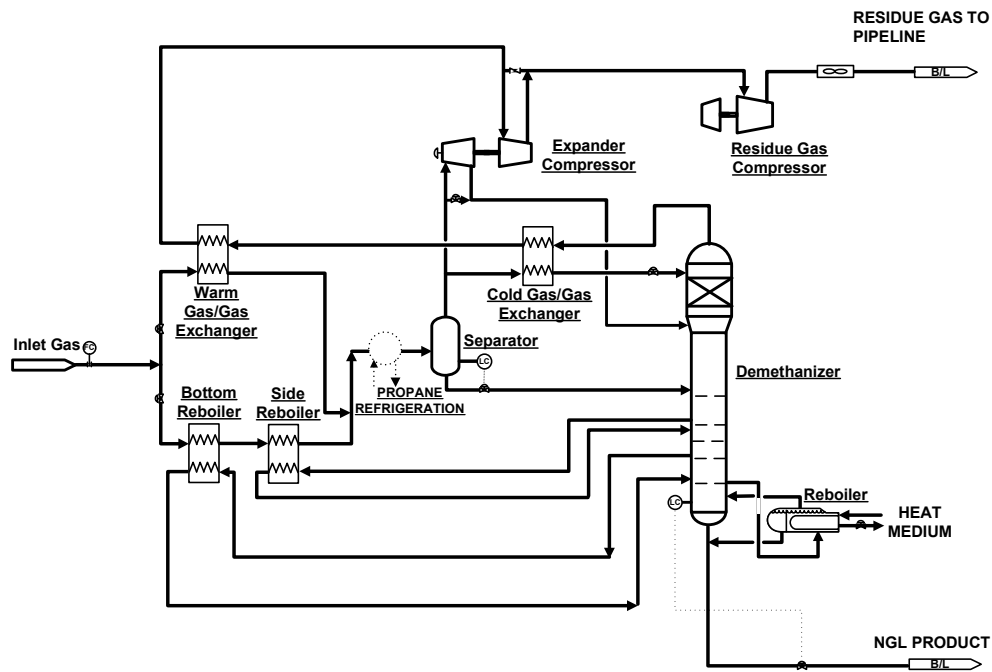 RESIDUE GAS TO
PIPELINE
B/L
Expander
Compressor
Residue Gas
Compressor
Warm
Gas/Gas
Exchanger
Cold Gas/Gas
Exchanger
Inlet Gas
FC
Separator
LC
Demethanizer
PROPANE
REFRIGERATION
Bottom
Reboiler
Side
Reboiler
LC
Reboiler
HEAT
MEDIUM
NGL PRODUCT
B/L